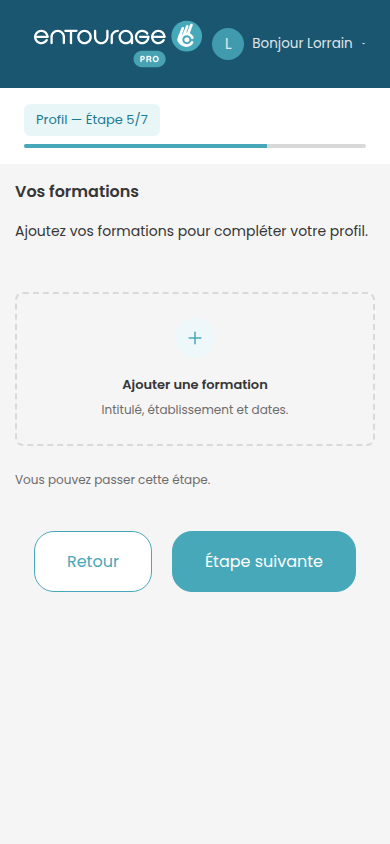 entourage
PRO
L
Bonjour Lorrain
Profil — Étape 5/7
Vos formations
Ajoutez vos formations pour compléter votre profil.
+
Ajouter une formation
Intitulé, établissement et dates.
Vous pouvez passer cette étape.
Retour
Étape suivante